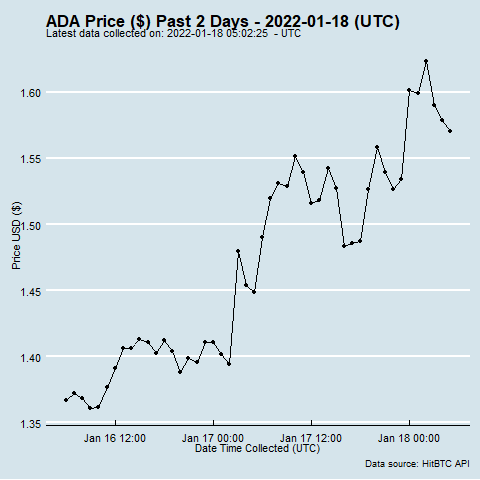 ADA Price ($) Past 2 Days - 2022-01-18 (UTC)
Latest data collected on: 2022-01-18 05:02:25  - UTC
1.60
1.55
1.50
1.45
1.40
1.35
Price USD ($)
Jan 16 12:00 Jan 17 00:00 Jan 17 12:00 Jan 18 00:00
Date Time Collected (UTC)
Data source: HitBTC API